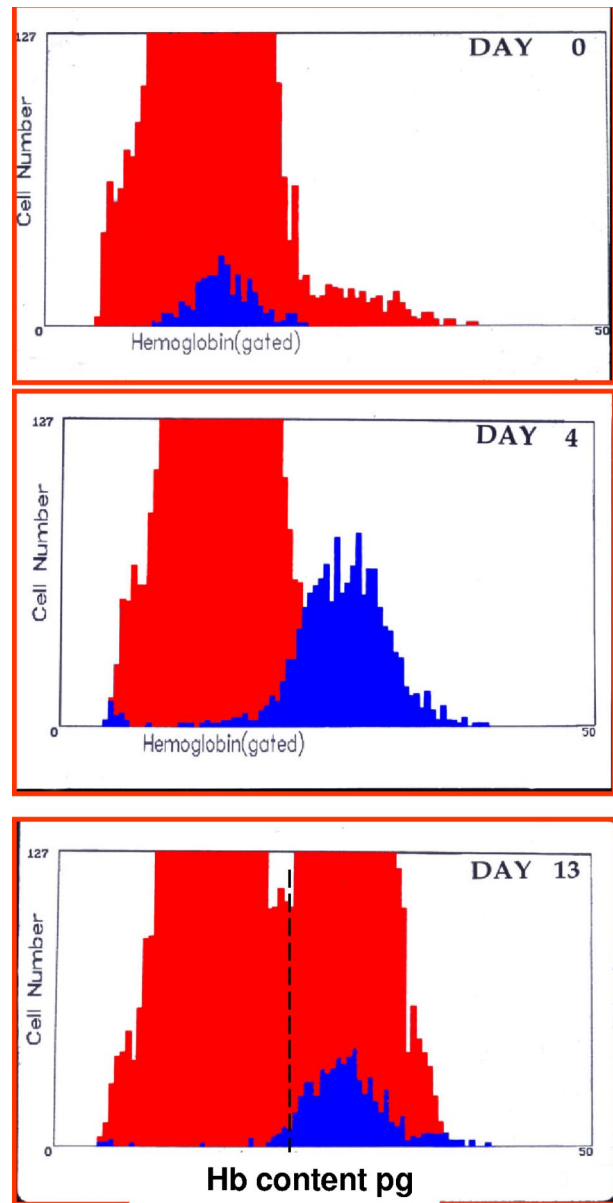 127
DAY 0
Cell Number
0
50
Hemoglobin(gated)
127
DAY 4
Cell Number
0
50
Hemoglobin(gated)
127
DAY 13
Cell Number
0
50
Hb content pg